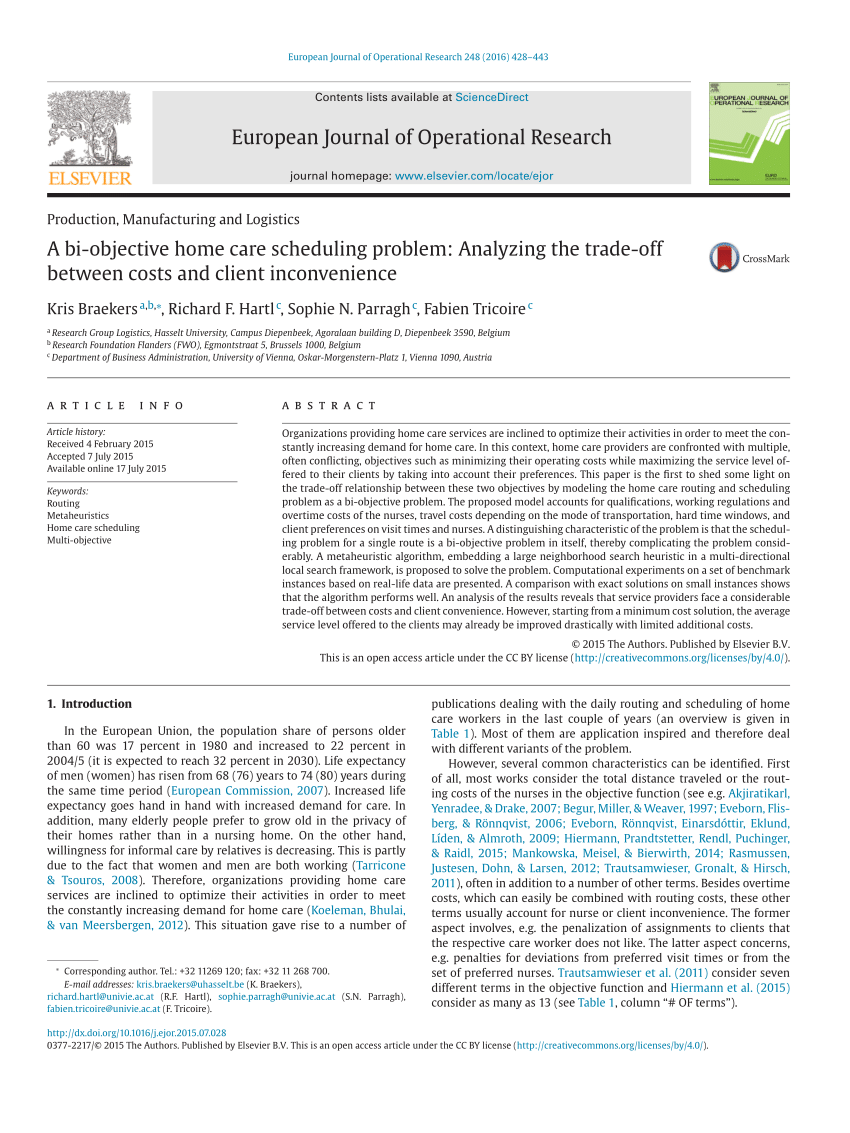 European Journal of Operational Research 248 (2016) 428–443
Contents lists available at ScienceDirect
European Journal of Operational Research
journal homepage: www.elsevier.com/locate/ejor
ELSEVIER
Production, Manufacturing and Logistics
A bi-objective home care scheduling problem: Analyzing the trade-off
between costs and client inconvenience
CrossMark
Kris Braekers a,b,*, Richard F. Hartl c, Sophie N. Parragh c, Fabien Tricoire c
a Research Group Logistics, Hasselt University, Campus Diepenbeek, Agoralaan building D, Diepenbeek 3590, Belgium
b Research Foundation Flanders (FWO), Egmontstraat 5, Brussels 1000, Belgium
c Department of Business Administration, University of Vienna, Oskar-Morgenstern-Platz 1, Vienna 1090, Austria
ARTICLE INFO
Article history:
Received 4 February 2015
Accepted 7 July 2015
Available online 17 July 2015
Keywords:
Routing
Metaheuristics
Home care scheduling
Multi-objective
ABSTRACT
Organizations providing home care services are inclined to optimize their activities in order to meet the con-
stantly increasing demand for home care. In this context, home care providers are confronted with multiple,
often conflicting, objectives such as minimizing their operating costs while maximizing the service level of-
fered to their clients by taking into account their preferences. This paper is the first to shed some light on
the trade-off relationship between these two objectives by modeling the home care routing and scheduling
problem as a bi-objective problem. The proposed model accounts for qualifications, working regulations and
overtime costs of the nurses, travel costs depending on the mode of transportation, hard time windows, and
client preferences on visit times and nurses. A distinguishing characteristic of the problem is that the schedul-
ing problem for a single route is a bi-objective problem in itself, thereby complicating the problem consid-
erably. A metaheuristic algorithm, embedding a large neighborhood search heuristic in a multi-directional
local search framework, is proposed to solve the problem. Computational experiments on a set of benchmark
instances based on real-life data are presented. A comparison with exact solutions on small instances shows
that the algorithm performs well. An analysis of the results reveals that service providers face a considerable
trade-off between costs and client convenience. However, starting from a minimum cost solution, the average
service level offered to the clients may already be improved drastically with limited additional costs.
© 2015 The Authors. Published by Elsevier B.V.
This is an open access article under the CC BY license (http://creativecommons.org/licenses/by/4.0/).
1. Introduction
In the European Union, the population share of persons older
than 60 was 17 percent in 1980 and increased to 22 percent in
2004/5 (it is expected to reach 32 percent in 2030). Life expectancy
of men (women) has risen from 68 (76) years to 74 (80) years during
the same time period (European Commission, 2007). Increased life
expectancy goes hand in hand with increased demand for care. In
addition, many elderly people prefer to grow old in the privacy of
their homes rather than in a nursing home. On the other hand,
willingness for informal care by relatives is decreasing. This is partly
due to the fact that women and men are both working (Tarricone
& Tsouros, 2008). Therefore, organizations providing home care
services are inclined to optimize their activities in order to meet
the constantly increasing demand for home care (Koeleman, Bhulai,
& van Meersbergen, 2012). This situation gave rise to a number of
* Corresponding author. Tel.: +32 11269 120; fax: +32 11 268 700.
E-mail addresses: kris.braekers@uhasselt.be (K. Braekers),
richard.hartl@univie.ac.at (R.F. Hartl), sophie.parragh@univie.ac.at (S.N. Parragh),
fabien.tricoire@univie.ac.at (F. Tricoire).
publications dealing with the daily routing and scheduling of home
care workers in the last couple of years (an overview is given in
Table 1). Most of them are application inspired and therefore deal
with different variants of the problem.
However, several common characteristics can be identified. First
of all, most works consider the total distance traveled or the rout-
ing costs of the nurses in the objective function (see e.g. Akjiratikarl,
Yenradee, & Drake, 2007; Begur, Miller, & Weaver, 1997; Eveborn, Flis-
berg, & Rönnqvist, 2006; Eveborn, Rönnqvist, Einarsdóttir, Eklund,
Líden, & Almroth, 2009; Hiermann, Prandtstetter, Rendl, Puchinger,
& Raidl, 2015; Mankowska, Meisel, & Bierwirth, 2014; Rasmussen,
Justesen, Dohn, & Larsen, 2012; Trautsamwieser, Gronalt, & Hirsch,
2011), often in addition to a number of other terms. Besides overtime
costs, which can easily be combined with routing costs, these other
terms usually account for nurse or client inconvenience. The former
aspect involves, e.g. the penalization of assignments to clients that
the respective care worker does not like. The latter aspect concerns,
e.g. penalties for deviations from preferred visit times or from the
set of preferred nurses. Trautsamwieser et al. (2011) consider seven
different terms in the objective function and Hiermann et al. (2015)
consider as many as 13 (see Table 1, column “# OF terms”).
http://dx.doi.org/10.1016/j.ejor.2015.07.028
0377-2217/© 2015 The Authors. Published by Elsevier B.V. This is an open access article under the CC BY license (http://creativecommons.org/licenses/by/4.0/).